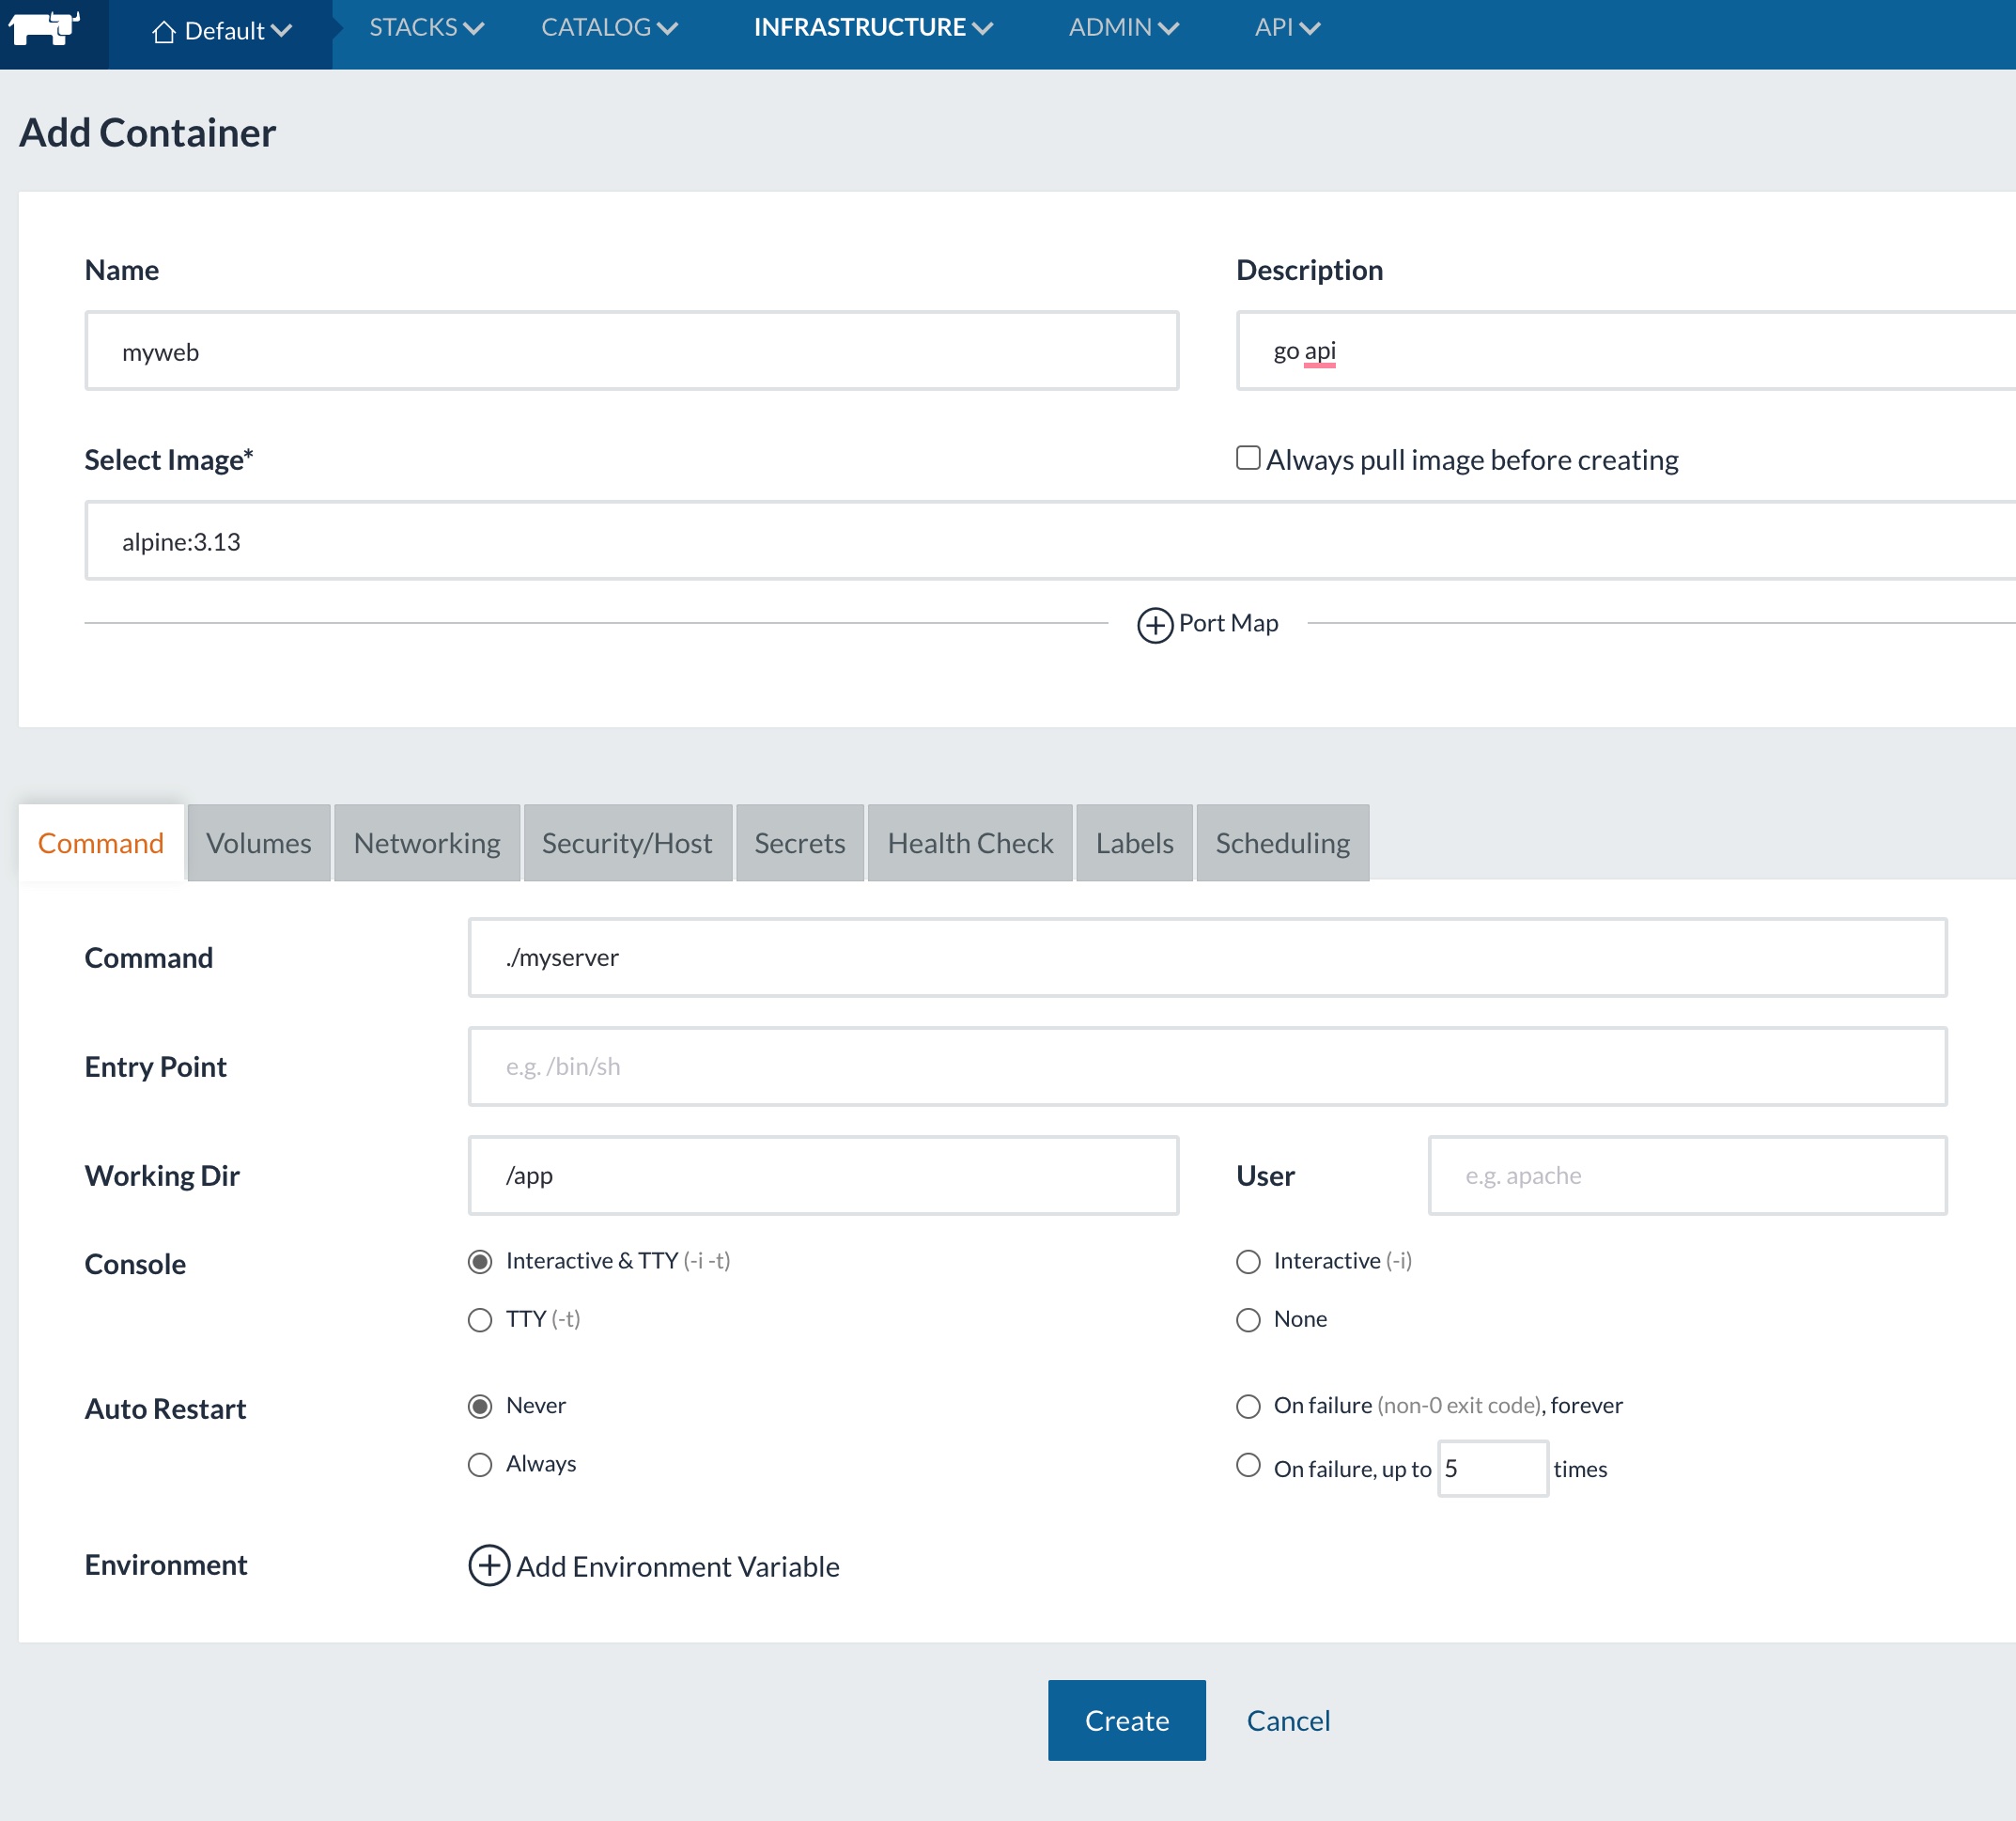 Default STACKS CATALOG INFRASTRUCTURE ADMIN API
Add Container
Name Description
myweb go api
Select Image* Always pull image before creating
alpine:3.13
Port Map
Command Volumes Networking Security/Host Secrets Health Check Labels Scheduling
Command ./myserver
Entry Point e.g. /bin/sh
Working Dir /app User e.g. apache
Console Interactive & TTY (-i -t) Interactive (-i)
TTY (-t) None
Auto Restart Never On failure (non-0 exit code), forever
Always On failure, up to 5 times
Environment Add Environment Variable
Create Cancel